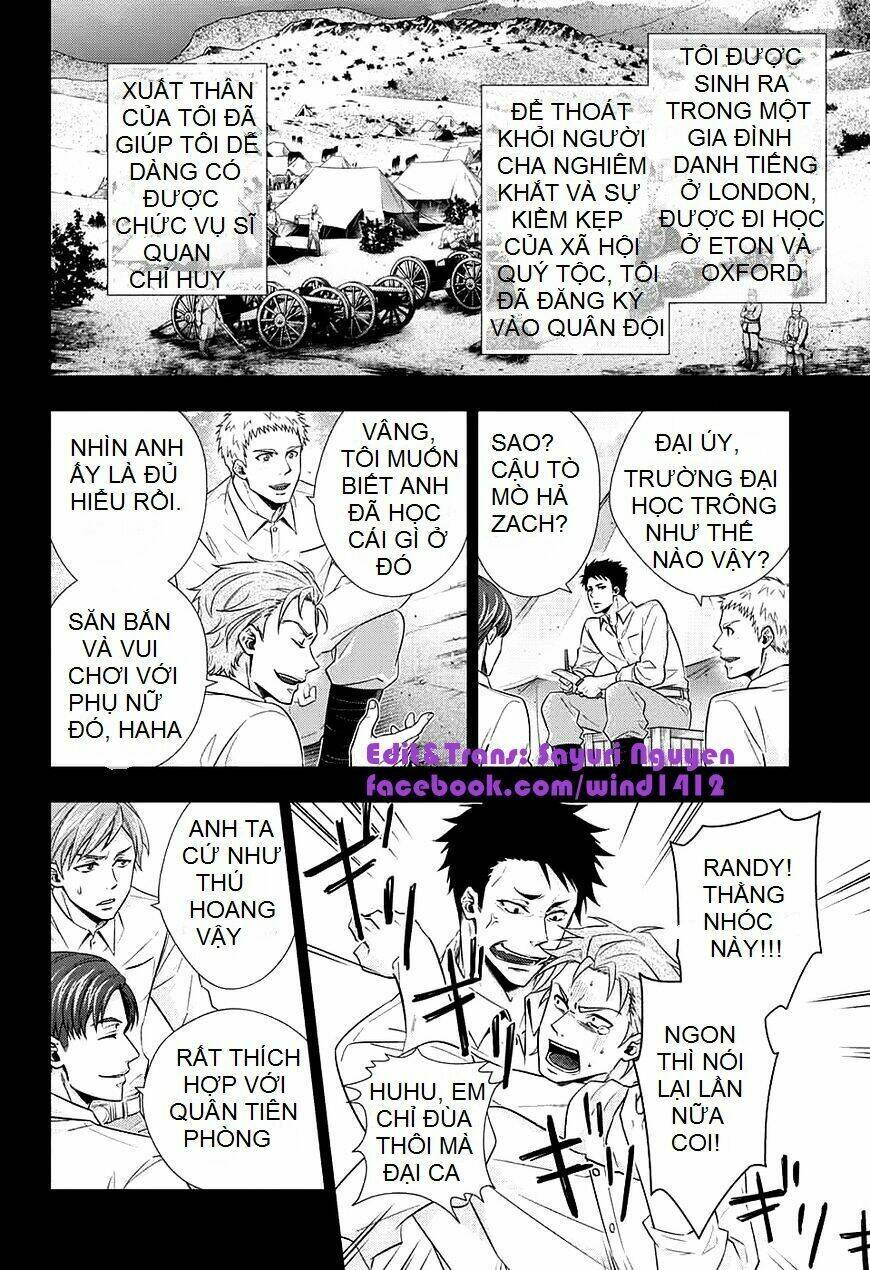 TÔI ĐƯỢC
SINH RA
TRONG MỘT
GIA ĐÌNH
DANH TIẾNG
Ở LONDON,
ĐƯỢC ĐI HỌC
Ở ETON VÀ
OXFORD
ĐỂ THOÁT
KHỎI NGƯỜI
CHA NGHIÊM
KHẮT VÀ SỰ
KIỀM KẸP
CỦA XÃ HỘI
QUÝ TỘC, TÔI
ĐÃ ĐĂNG KÝ
VÀO QUÂN ĐỘI
XUẤT THÂN
CỦA TÔI ĐÃ
GIÚP TÔI DỄ
DÀNG CÓ
ĐƯỢC
CHỨC VỤ SĨ
QUAN
CHỈ HUY
ĐẠI ÚY,
TRƯỜNG ĐẠI
HỌC TRÔNG
NHƯ THẾ
NÀO VẬY?
SAO?
CẬU TÒ
MÒ HẢ
ZACH?
VÂNG,
TÔI MUỐN
BIẾT ANH
ĐÃ HỌC
CÁI GÌ Ở
ĐÓ
NHÌN ANH
ẤY LÀ ĐỦ
HIỂU RỒI.
SĂN BẮN
VÀ VUI
CHƠI VỚI
PHỤ NỮ
ĐÓ, HAHA
Edit&Trans: Sayuri Nguyen
facebook.com/wind1412
RANDY!
THẰNG
NHÓC
NÀY!!!
NGON
THÌ NÓI
LẠI LẦN
NỮA
COI!
HUHU, EM
CHỈ ĐÙA
THÔI MÀ
ĐẠI CA
ANH TA
CỨ NHƯ
THÚ
HOANG
VẬY
RẤT THÍCH
HỢP VỚI
QUÂN TIÊN
PHÒNG